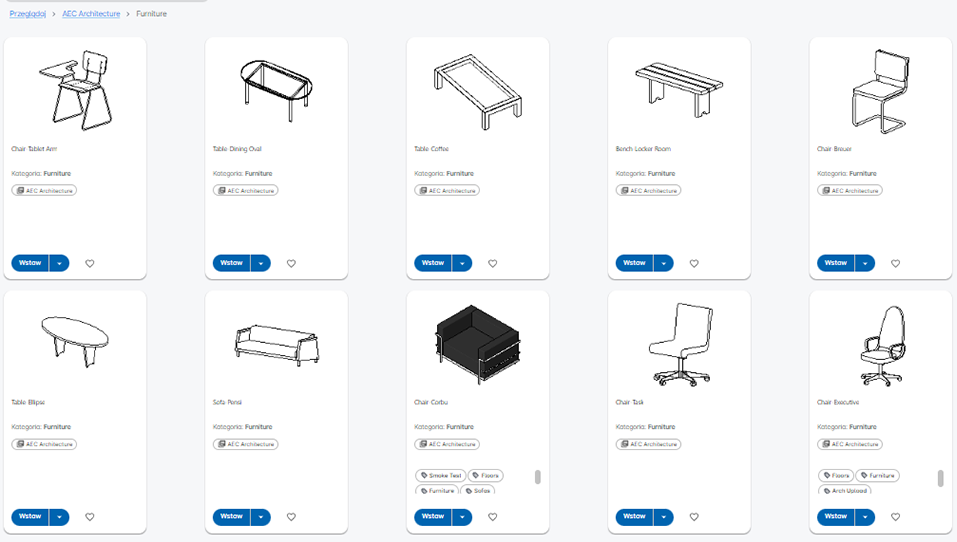 Przeglądaj > AEC Architecture > Furniture
Chair-Tablet Arm
Table-Dining Oval
Table-Coffee
Bench-Locker Room
Chair-Breuer
Kategoria: Furniture
Kategoria: Furniture
Kategoria: Furniture
Kategoria: Furniture
Kategoria: Furniture
AEC Architecture
AEC Architecture
AEC Architecture
AEC Architecture
AEC Architecture
Wstaw
Wstaw
Wstaw
Wstaw
Wstaw
Table-Ellipse
Sofa-Pensi
Chair-Corbu
Chair-Task
Chair-Executive
Kategoria: Furniture
Kategoria: Furniture
Kategoria: Furniture
Kategoria: Furniture
Kategoria: Furniture
AEC Architecture
AEC Architecture
AEC Architecture
AEC Architecture
AEC Architecture
Smoke Test
Floors
Floors
Furniture
Furniture
Sofas
Arch Upload
Wstaw
Wstaw
Wstaw
Wstaw
Wstaw